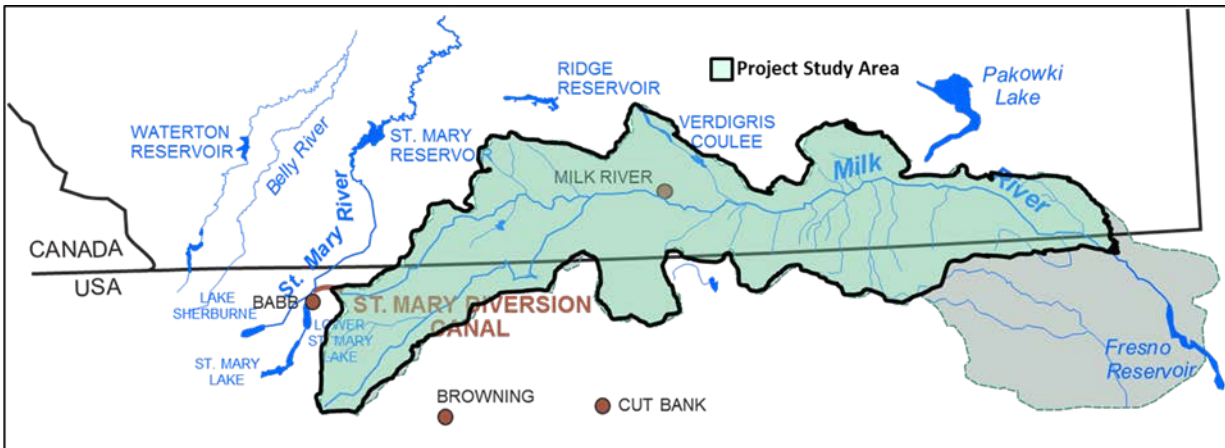 Project Study Area
RIDGE
RESERVOIR
Pakowki
Lake
WATERTON
RESERVOIR
Belly River
ST. MARY
RESERVOIR
VERDIGRIS
COULEE
St. Mary River
MILK RIVER
Milk
River
CANADA
USA
BABB
LAKE
SHERBURNE
ST. MARY DIVERSION
CANAL
LOWER
ST. MARY
LAKE
ST. MARY
LAKE
Fresno
Reservoir
BROWNING
CUT BANK